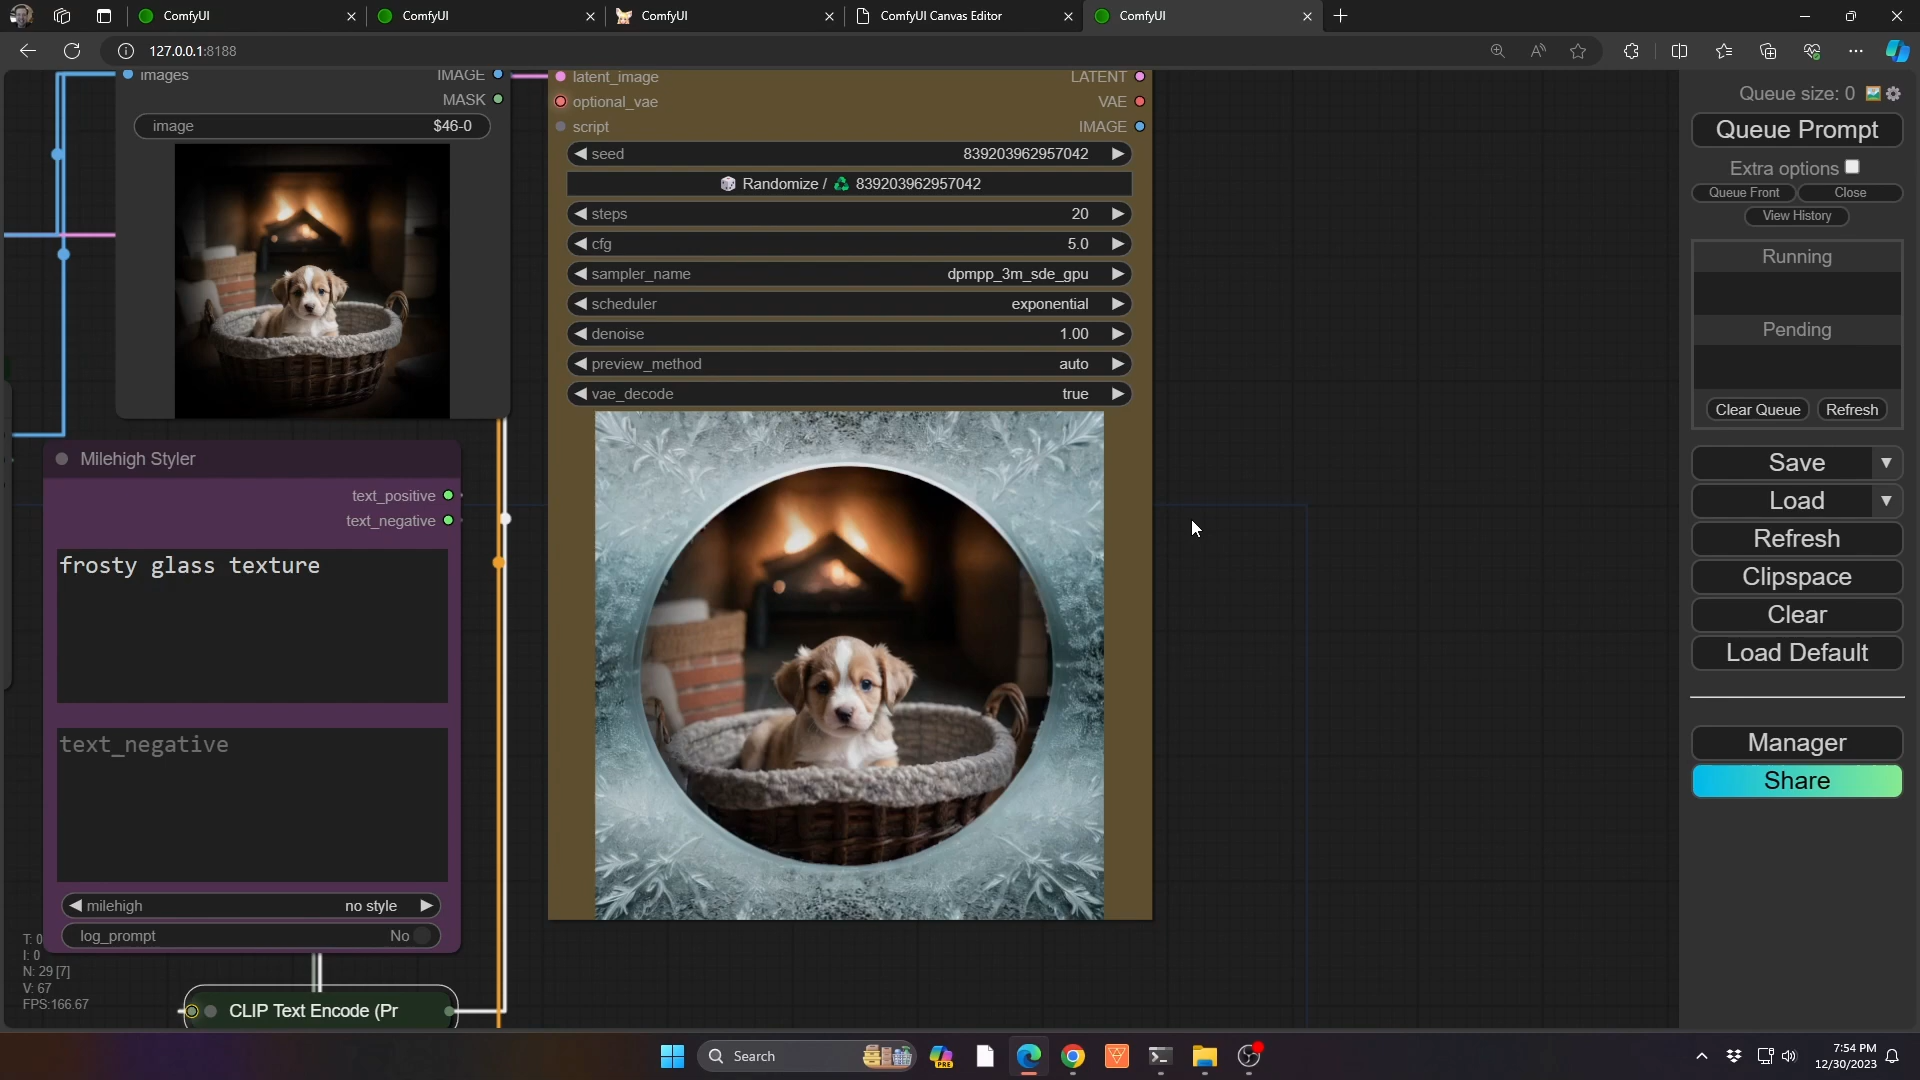 ComfyUI
ComfyUI
ComfyUI
ComfyUI Canvas Editor
ComfyUI
127.0.0.1:8188
images
IMAGE
MASK
image $46-0
latent_image LATENT
optional_vae VAE
script IMAGE
seed 839203962957042
Randomize / 839203962957042
steps 20
cfg 5.0
sampler_name dpmpp_3m_sde_gpu
scheduler exponential
denoise 1.00
preview_method auto
vae_decode true
Milehigh Styler
text_positive
text_negative
frosty glass texture
text_negative
milehigh no style
log_prompt No
CLIP Text Encode (Pr
T: 0
I: 0
N: 29 [7]
V: 67
FPS:166.67
Queue size: 0
Queue Prompt
Extra options
Queue Front Close
View History
Running
Pending
Clear Queue Refresh
Save
Load
Refresh
Clipspace
Clear
Load Default
Manager
Share
Search
PRE
7:54 PM
12/30/2023